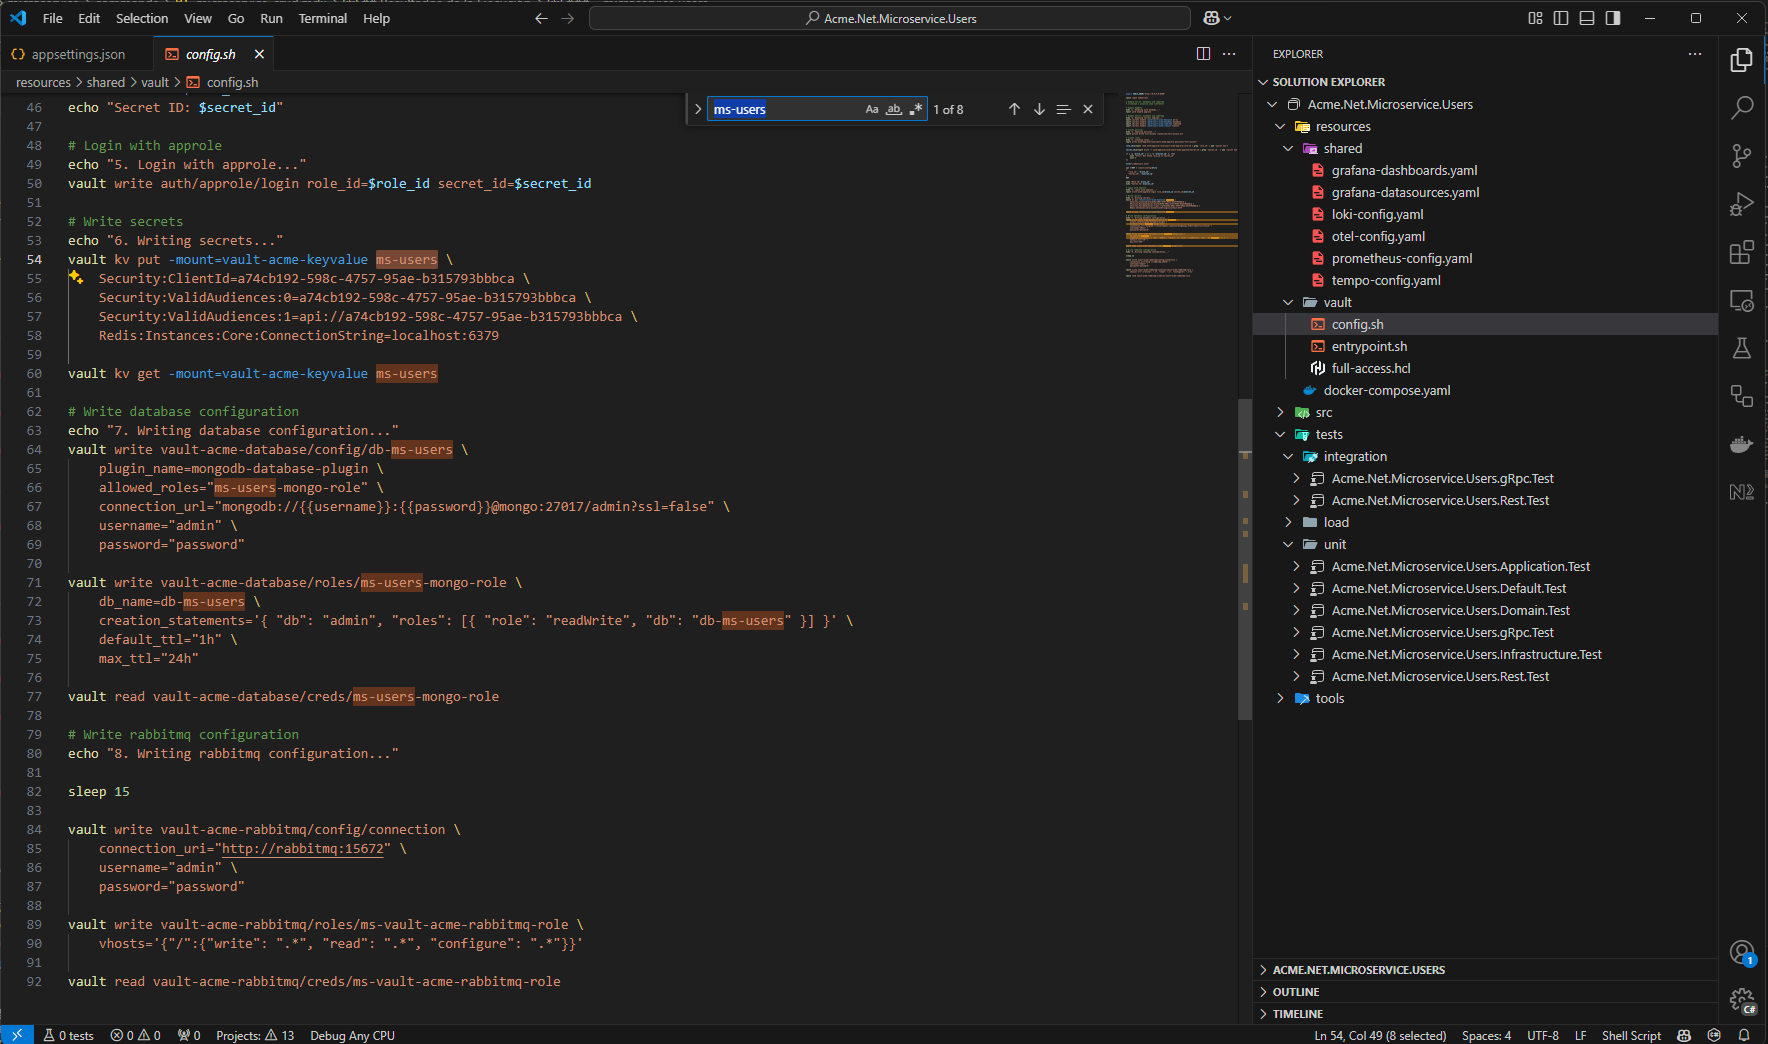 File Edit Selection View Go Run Terminal Help
Acme.Net.Microservice.Users
appsettings.json
config.sh
resources > shared > vault > config.sh
ms-users
Aa ab .* 1 of 8
46 echo "Secret ID: $secret_id"
47
48 # Login with approle
49 echo "5. Login with approle..."
50 vault write auth/approle/login role_id=$role_id secret_id=$secret_id
51
52 # Write secrets
53 echo "6. Writing secrets..."
54 vault kv put -mount=vault-acme-keyvalue ms-users \
55 Security:ClientId=a74cb192-598c-4757-95ae-b315793bbbca \
56 Security:ValidAudiences:0=a74cb192-598c-4757-95ae-b315793bbbca \
57 Security:ValidAudiences:1=api://a74cb192-598c-4757-95ae-b315793bbbca \
58 Redis:Instances:Core:ConnectionString=localhost:6379
59
60 vault kv get -mount=vault-acme-keyvalue ms-users
61
62 # Write database configuration
63 echo "7. Writing database configuration..."
64 vault write vault-acme-database/config/db-ms-users \
65 plugin_name=mongodb-database-plugin \
66 allowed_roles="ms-users-mongo-role" \
67 connection_url="mongodb://{{username}}:{{password}}@mongo:27017/admin?ssl=false" \
68 username="admin" \
69 password="password"
70
71 vault write vault-acme-database/roles/ms-users-mongo-role \
72 db_name=db-ms-users \
73 creation_statements='{ "db": "admin", "roles": [{ "role": "readWrite", "db": "db-ms-users" }] }' \
74 default_ttl="1h" \
75 max_ttl="24h"
76
77 vault read vault-acme-database/creds/ms-users-mongo-role
78
79 # Write rabbitmq configuration
80 echo "8. Writing rabbitmq configuration..."
81
82 sleep 15
83
84 vault write vault-acme-rabbitmq/config/connection \
85 connection_uri="http://rabbitmq:15672" \
86 username="admin" \
87 password="password"
88
89 vault write vault-acme-rabbitmq/roles/ms-vault-acme-rabbitmq-role \
90 vhosts='{"/":{"write": ".*", "read": ".*", "configure": ".*"}}'
91
92 vault read vault-acme-rabbitmq/creds/ms-vault-acme-rabbitmq-role
EXPLORER
SOLUTION EXPLORER
Acme.Net.Microservice.Users
resources
shared
grafana-dashboards.yaml
grafana-datasources.yaml
loki-config.yaml
otel-config.yaml
prometheus-config.yaml
tempo-config.yaml
vault
config.sh
entrypoint.sh
full-access.hcl
docker-compose.yaml
src
tests
integration
Acme.Net.Microservice.Users.gRpc.Test
Acme.Net.Microservice.Users.Rest.Test
load
unit
Acme.Net.Microservice.Users.Application.Test
Acme.Net.Microservice.Users.Default.Test
Acme.Net.Microservice.Users.Domain.Test
Acme.Net.Microservice.Users.gRpc.Test
Acme.Net.Microservice.Users.Infrastructure.Test
Acme.Net.Microservice.Users.Rest.Test
tools
ACME.NET.MICROSERVICE.USERS
OUTLINE
TIMELINE
1
C#
0 tests 0 0 0 Projects: 13 Debug Any CPU
Ln 54, Col 49 (8 selected) Spaces: 4 UTF-8 LF Shell Script